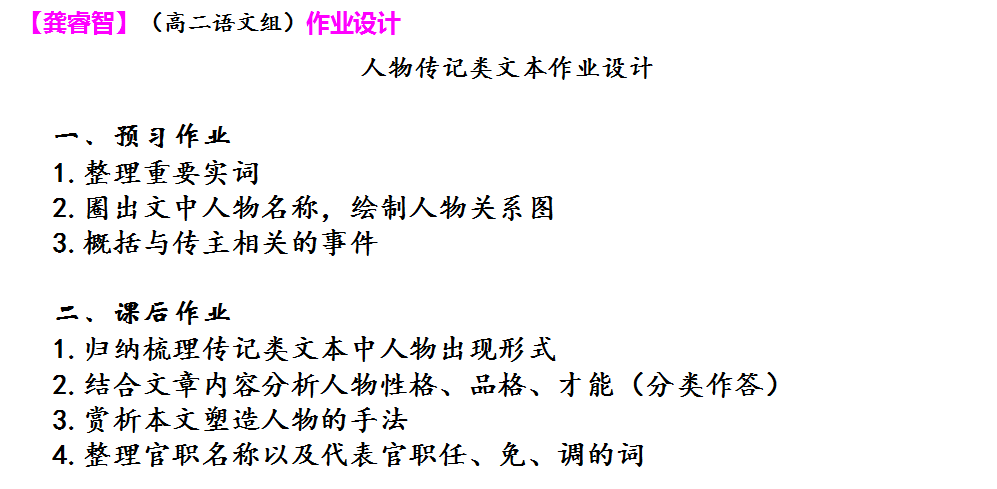 【龚睿智】（高二语文组）作业设计
人物传记类文本作业设计
一、预习作业
1.整理重要实词
2.圈出文中人物名称，绘制人物关系图
3.概括与传主相关的事件
二、课后作业
1.归纳梳理传记类文本中人物出现形式
2.结合文章内容分析人物性格、品格、才能（分类作答）
3.赏析本文塑造人物的手法
4.整理官职名称以及代表官职任、免、调的词